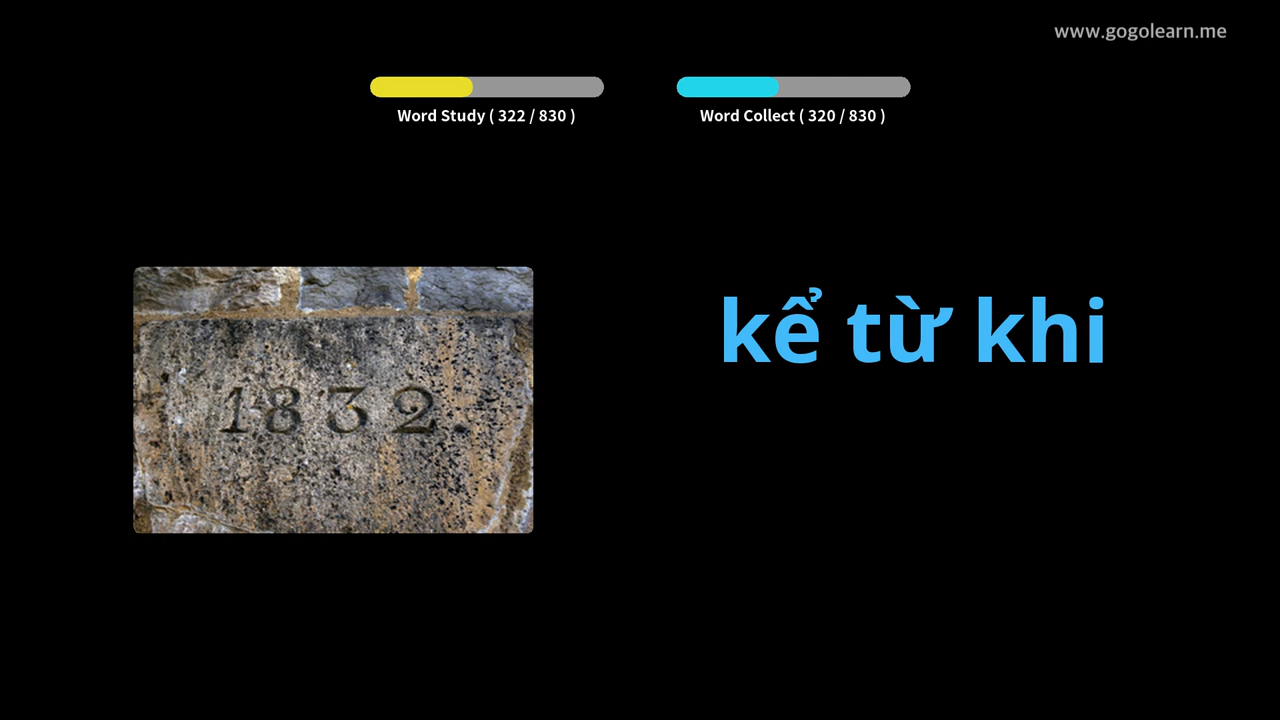 www.gogolearn.me
Word Study ( 322 / 830 )
Word Collect ( 320 / 830 )
1832.
kể từ khi